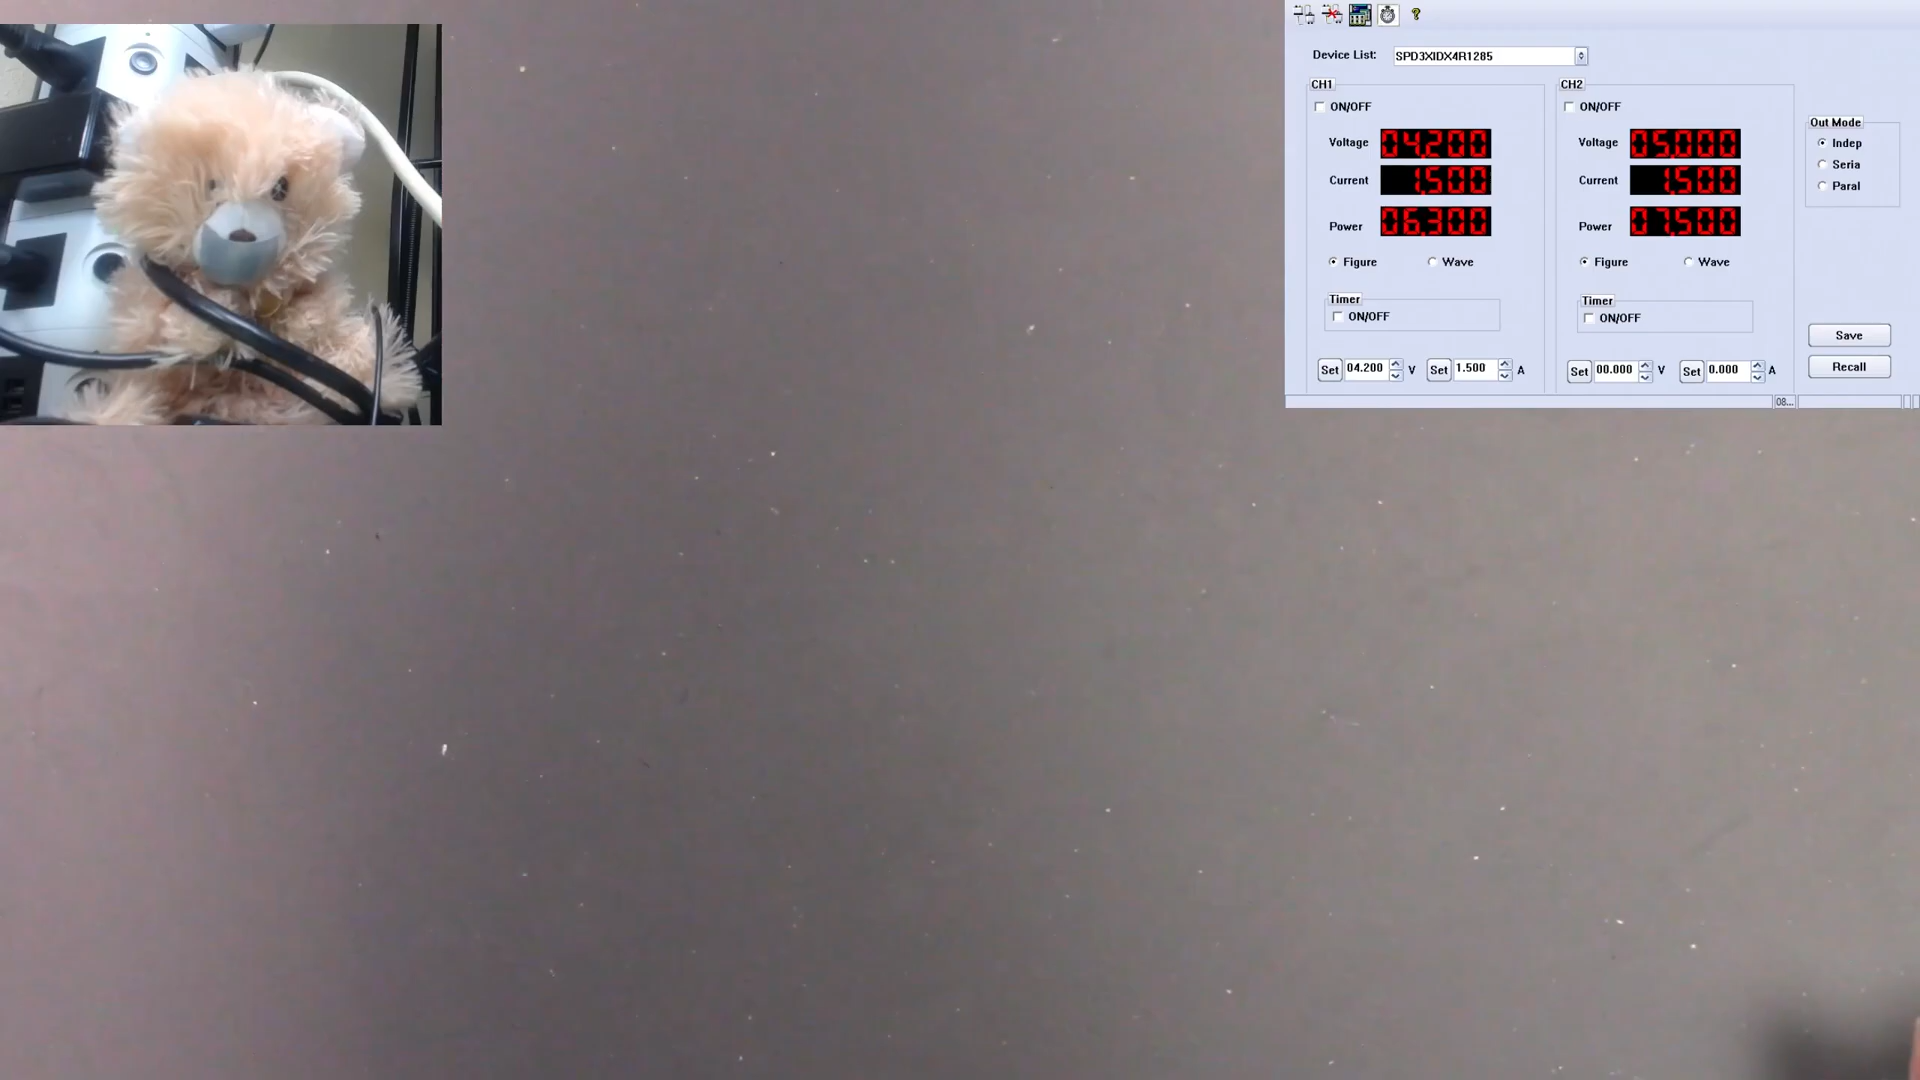 ?
Device List: SPD3XIDX4R1285
CH1
ON/OFF
Voltage 04.200
Current 1.500
Power 06.300
Figure Wave
Timer
ON/OFF
Set 04.200 V Set 1.500 A
CH2
ON/OFF
Voltage 05.000
Current 1.500
Power 07.500
Figure Wave
Timer
ON/OFF
Set 00.000 V Set 0.000 A
Out Mode
Indep
Seria
Paral
Save
Recall
08...